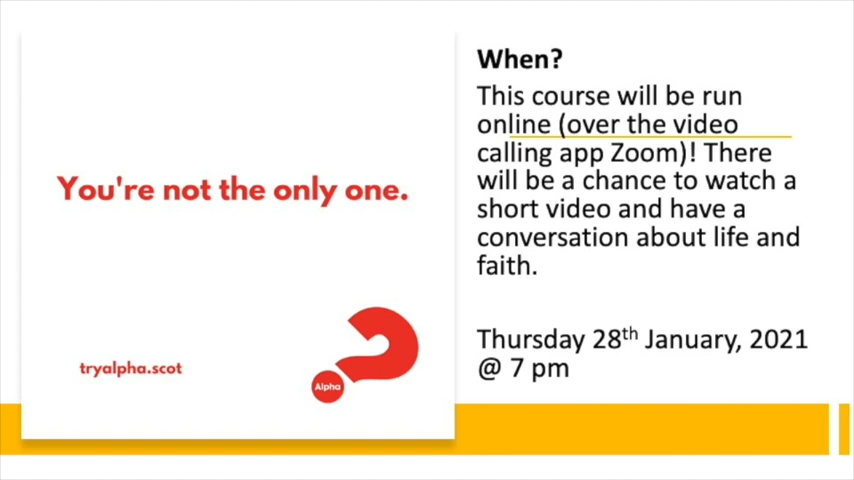 You're not the only one.
tryalpha.scot
Alpha
When?
This course will be run
online (over the video
calling app Zoom)! There
will be a chance to watch a
short video and have a
conversation about life and
faith.
Thursday 28th January, 2021
@ 7 pm